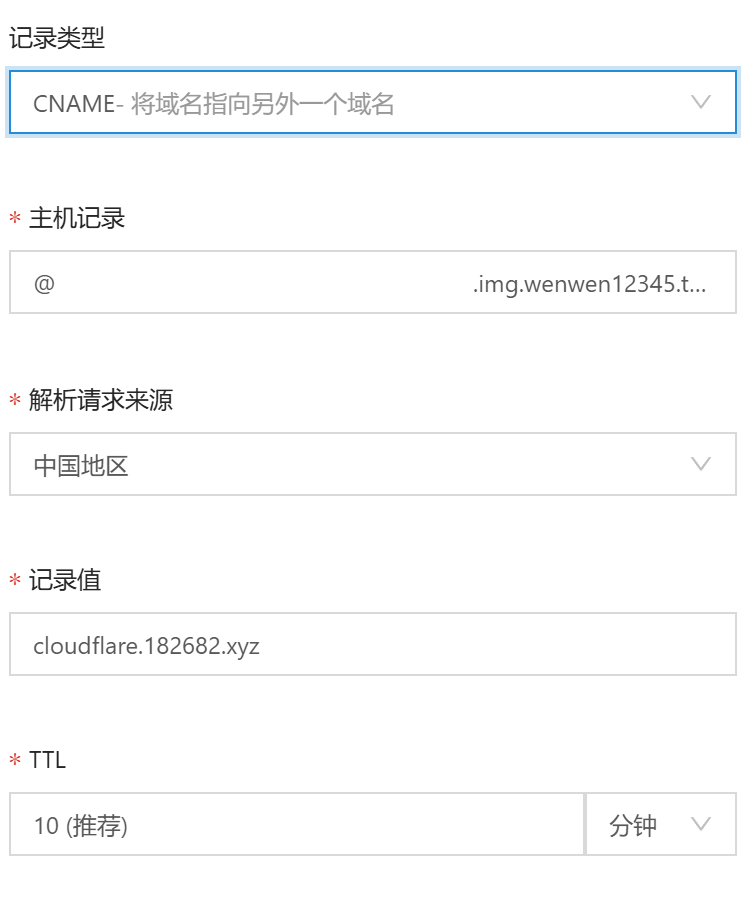 记录类型
CNAME- 将域名指向另外一个域名
* 主机记录
@ .img.wenwen12345.t...
* 解析请求来源
中国地区
* 记录值
cloudflare.182682.xyz
* TTL
10 (推荐) 分钟